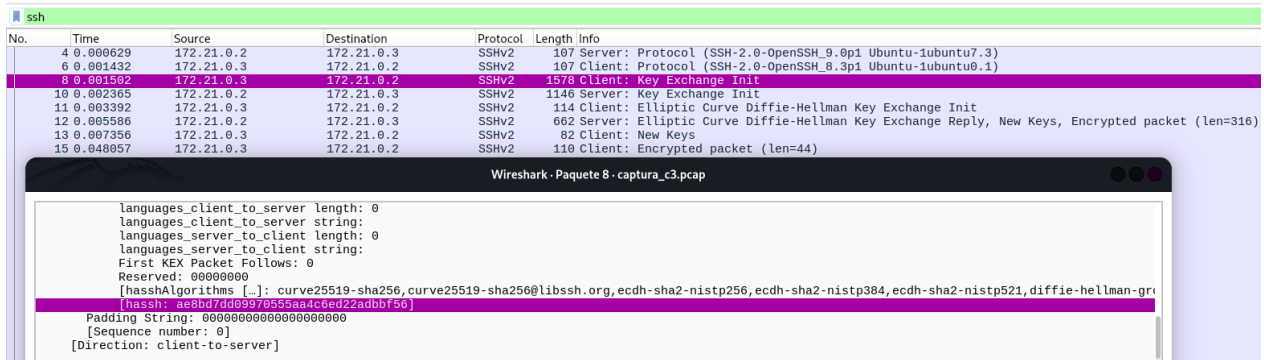 ssh
No. Time Source Destination Protocol Length Info
4 0.000629 172.21.0.2 172.21.0.3 SSHv2 107 Server: Protocol (SSH-2.0-OpenSSH_9.0p1 Ubuntu-1ubuntu7.3)
6 0.001432 172.21.0.3 172.21.0.2 SSHv2 107 Client: Protocol (SSH-2.0-OpenSSH_8.3p1 Ubuntu-1ubuntu0.1)
8 0.001502 172.21.0.3 172.21.0.2 SSHv2 1578 Client: Key Exchange Init
10 0.002365 172.21.0.2 172.21.0.3 SSHv2 1146 Server: Key Exchange Init
11 0.003392 172.21.0.3 172.21.0.2 SSHv2 114 Client: Elliptic Curve Diffie-Hellman Key Exchange Init
12 0.005586 172.21.0.2 172.21.0.3 SSHv2 662 Server: Elliptic Curve Diffie-Hellman Key Exchange Reply, New Keys, Encrypted packet (len=316)
13 0.007356 172.21.0.3 172.21.0.2 SSHv2 82 Client: New Keys
15 0.048057 172.21.0.3 172.21.0.2 SSHv2 110 Client: Encrypted packet (len=44)
Wireshark · Paquete 8 · captura_c3.pcap
languages_client_to_server length: 0
languages_client_to_server string:
languages_server_to_client length: 0
languages_server_to_client string:
First KEX Packet Follows: 0
Reserved: 00000000
[hasshAlgorithms […]: curve25519-sha256,curve25519-sha256@libssh.org,ecdh-sha2-nistp256,ecdh-sha2-nistp384,ecdh-sha2-nistp521,diffie-hellman-gro
[hassh: ae8bd7dd09970555aa4c6ed22adbbf56]
Padding String: 00000000000000000000
[Sequence number: 0]
[Direction: client-to-server]